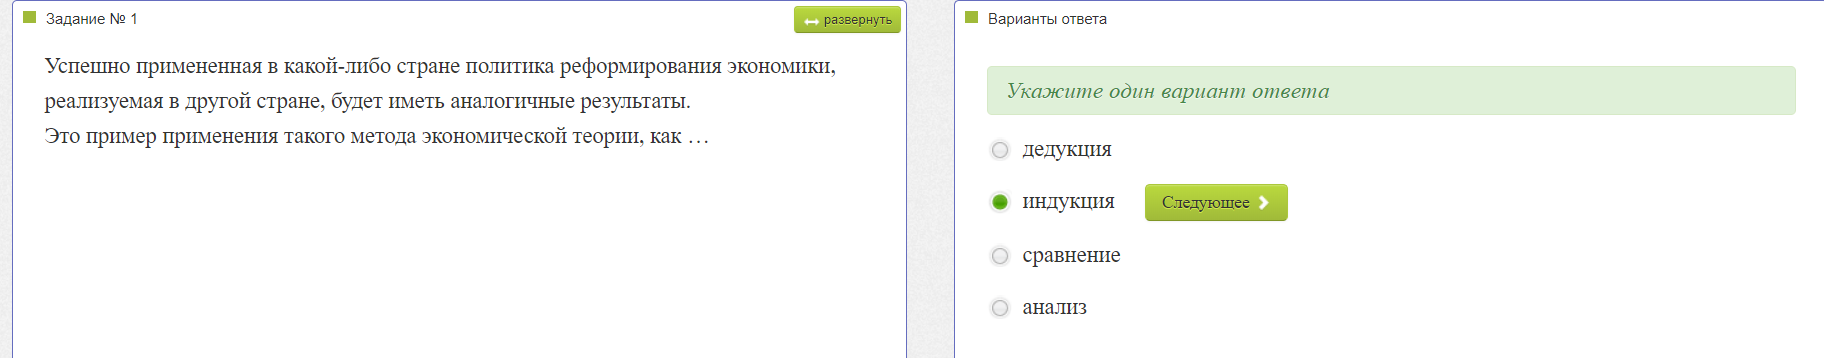 Задание № 1
развернуть
Успешно примененная в какой-либо стране политика реформирования экономики,
реализуемая в другой стране, будет иметь аналогичные результаты.
Это пример применения такого метода экономической теории, как …
Варианты ответа
Укажите один вариант ответа
дедукция
индукция
Следующее
сравнение
анализ